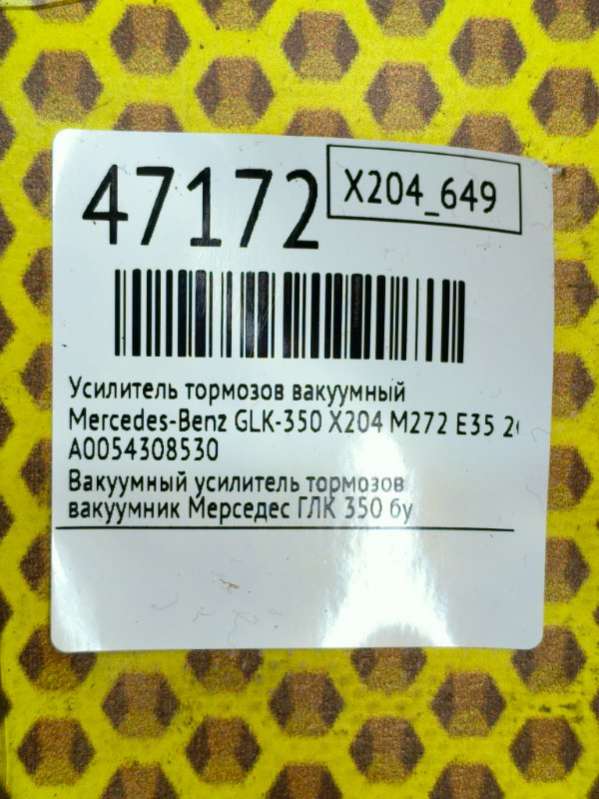 47172
X204_649
Усилитель тормозов вакуумный
Mercedes-Benz GLK-350 X204 M272 E35
A0054308530
Вакуумный усилитель тормозов
вакуумник Мерседес ГЛК 350 бу